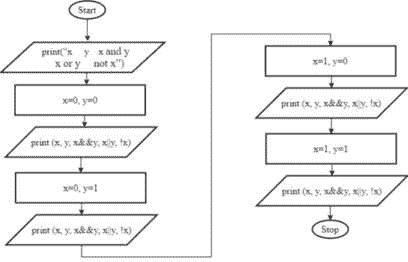 Start
print("x y x and y
x or y not x")
x=0, y=0
print (x, y, x&&y, x||y, !x)
x=0, y=1
print (x, y, x&&y, x||y, !x)
x=1, y=0
print (x, y, x&&y, x||y, !x)
x=1, y=1
print (x, y, x&&y, x||y, !x)
Stop